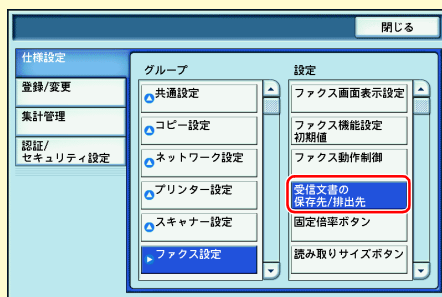 閉じる
仕様設定
登録/変更
集計管理
認証/
セキュリティ設定
グループ
共通設定
コピー設定
ネットワーク設定
プリンター設定
スキャナー設定
ファクス設定
設定
ファクス画面表示設定
ファクス機能設定
初期値
ファクス動作制御
受信文書の
保存先/排出先
固定倍率ボタン
読み取りサイズボタン